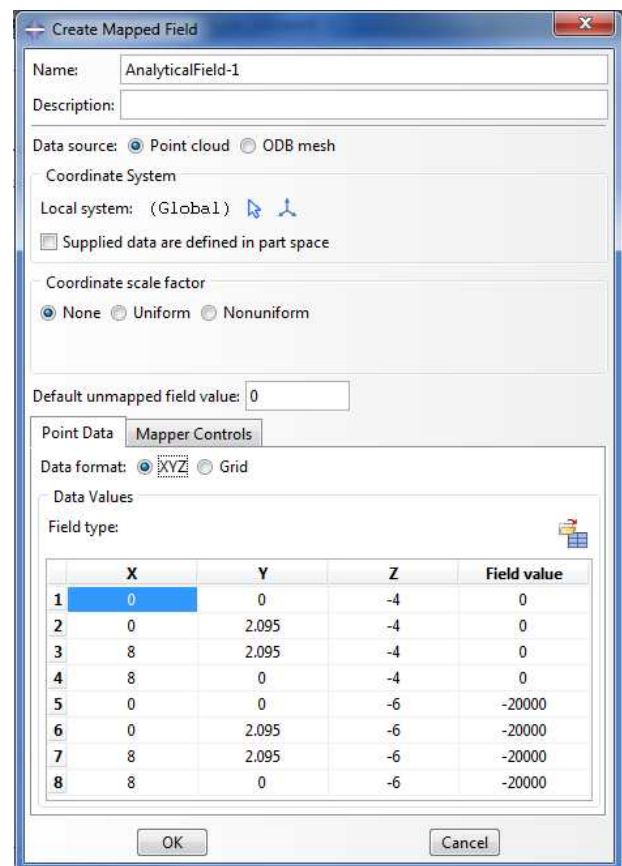 Create Mapped Field
Name: AnalyticalField-1
Description:
Data source: Point cloud ODB mesh
Coordinate System
Local system: (Global)
Supplied data are defined in part space
Coordinate scale factor
None Uniform Nonuniform
Default unmapped field value: 0
Point Data Mapper Controls
Data format: XYZ Grid
Data Values
Field type:
X Y Z Field value
1 0 0 -4 0
2 0 2.095 -4 0
3 8 2.095 -4 0
4 8 0 -4 0
5 0 0 -6 -20000
6 0 2.095 -6 -20000
7 8 2.095 -6 -20000
8 8 0 -6 -20000
OK Cancel